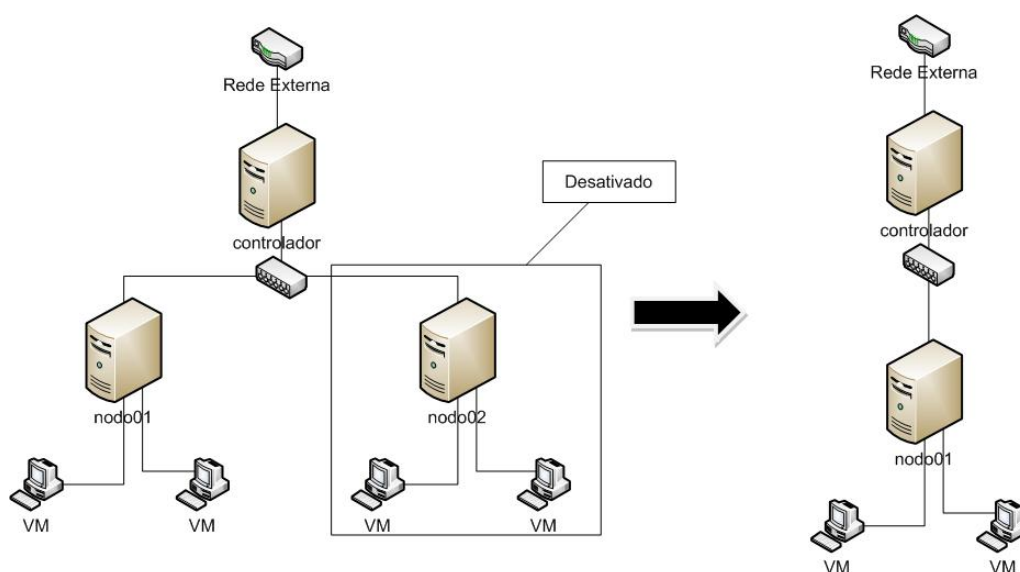 Rede Externa
controlador
Desativado
nodo01
nodo02
VM
VM
VM
VM
Rede Externa
controlador
nodo01
VM
VM